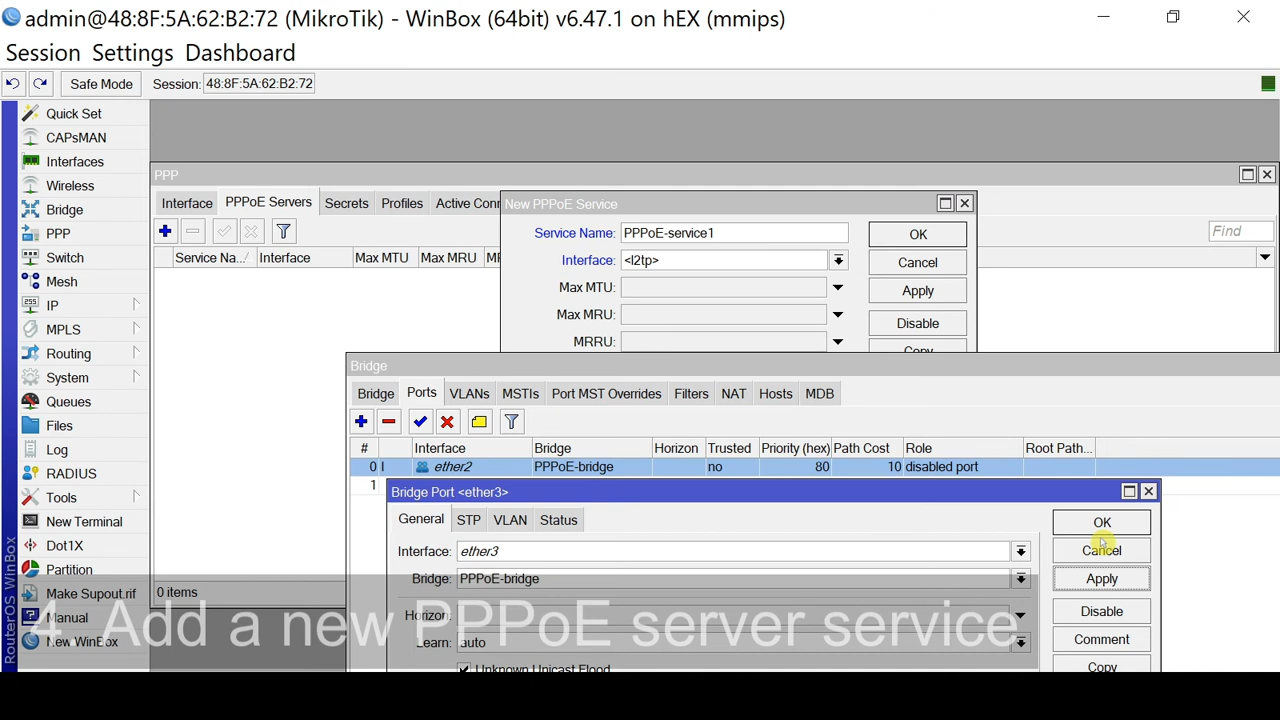 admin@48:8F:5A:62:B2:72 (MikroTik) - WinBox (64bit) v6.47.1 on hEX (mmips)
Session Settings Dashboard
Safe Mode Session: 48:8F:5A:62:B2:72
Quick Set
CAPsMAN
Interfaces
Wireless
Bridge
PPP
Switch
Mesh
IP
MPLS
Routing
System
Queues
Files
Log
RADIUS
Tools
New Terminal
Dot1X
Partition
Make Supout.rif
Manual
New WinBox
RouterOS WinBox
PPP
Interface PPPoE Servers Secrets Profiles Active Conn
Find
Service Na... Interface Max MTU Max MRU
0 items
New PPPoE Service
Service Name: PPPoE-service1
Interface: <l2tp>
Max MTU:
Max MRU:
MRRU:
OK
Cancel
Apply
Disable
Copy
Bridge
Bridge Ports VLANs MSTIs Port MST Overrides Filters NAT Hosts MDB
# Interface Bridge Horizon Trusted Priority (hex) Path Cost Role Root Path...
0 I ether2 PPPoE-bridge no 80 10 disabled port
1
Bridge Port <ether3>
General STP VLAN Status
Interface: ether3
Bridge: PPPoE-bridge
Horizon:
Learn: auto
Unknown Unicast Flood
OK
Cancel
Apply
Disable
Comment
Copy
4. Add a new PPPoE server service